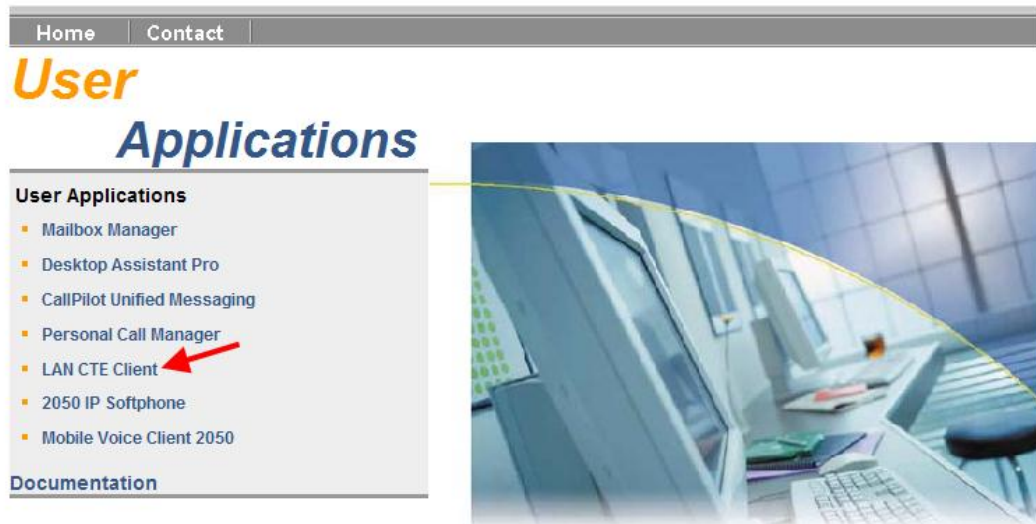 Home Contact
User
Applications
User Applications
Mailbox Manager
Desktop Assistant Pro
CallPilot Unified Messaging
Personal Call Manager
LAN CTE Client
2050 IP Softphone
Mobile Voice Client 2050
Documentation